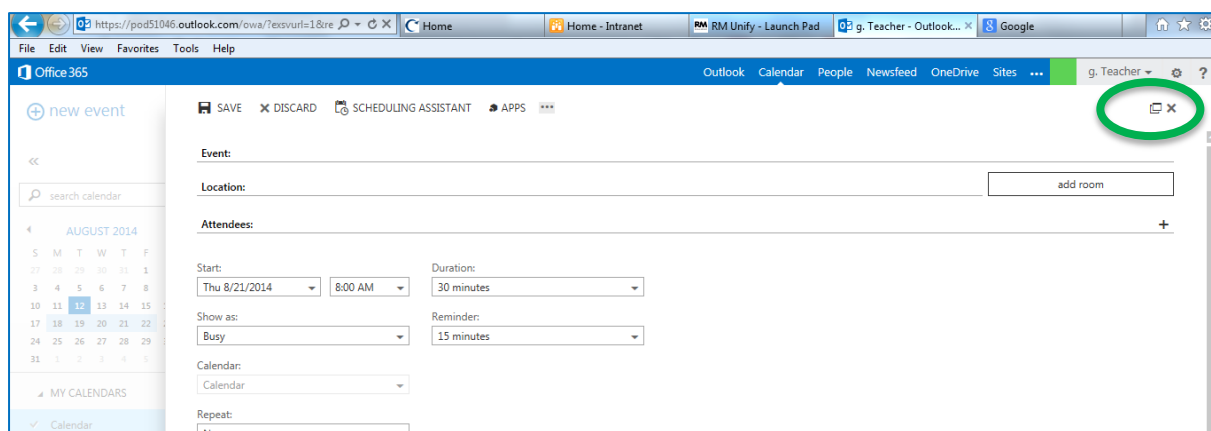 https://pod51046.outlook.com/owa/?exsvurl=1&re
Home
Home - Intranet
RM RM Unify - Launch Pad
g. Teacher - Outlook...
Google
File Edit View Favorites Tools Help
Office 365
Outlook Calendar People Newsfeed OneDrive Sites ...
g. Teacher
?
new event
SAVE
DISCARD
SCHEDULING ASSISTANT
APPS
...
Event:
search calendar
Location:
add room
Attendees:
AUGUST 2014
S M T W T F
27 28 29 30 31 1
3 4 5 6 7 8
10 11 12 13 14 15
17 18 19 20 21 22
24 25 26 27 28 29
31 1 2 3 4 5
Start:
Duration:
Thu 8/21/2014
8:00 AM
30 minutes
Show as:
Reminder:
Busy
15 minutes
Calendar:
Calendar
MY CALENDARS
Repeat:
Calendar